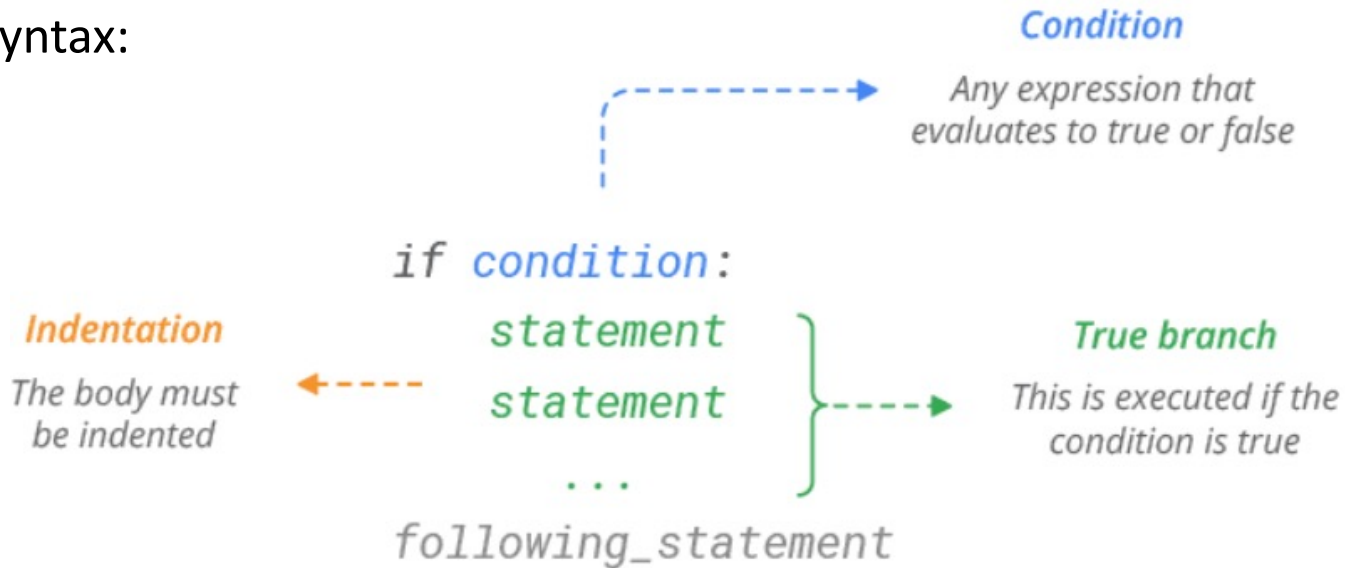 yntax:
Condition
Any expression that
evaluates to true or false
if condition:
Indentation
The body must
be indented
statement
statement
...
True branch
This is executed if the
condition is true
following_statement